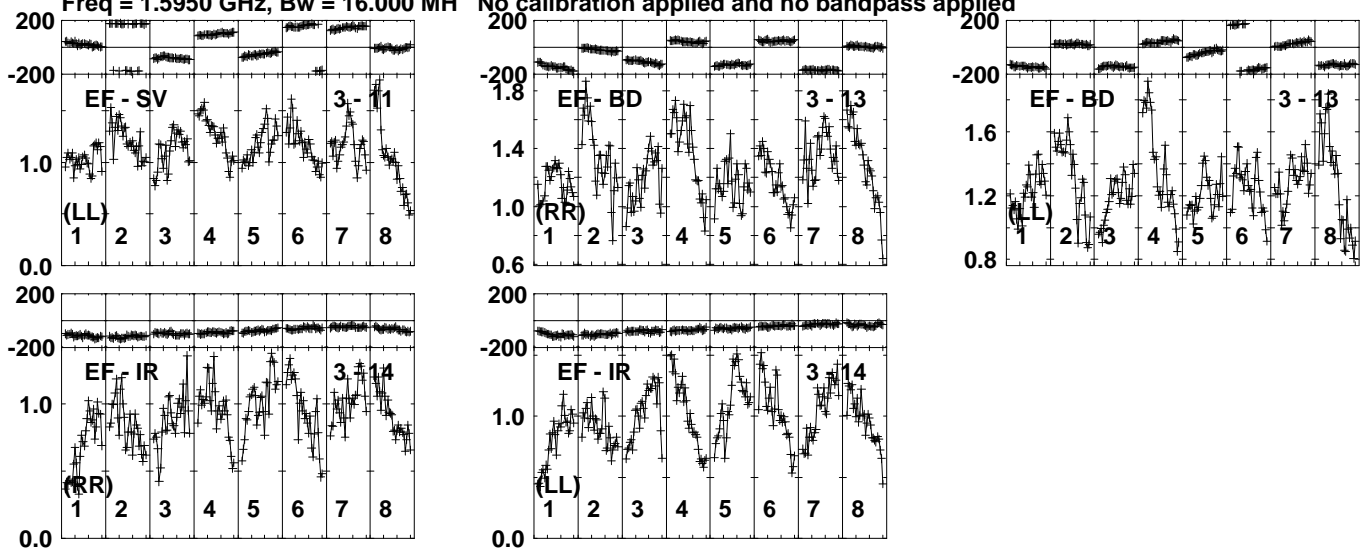 Freq = 1.5950 GHz, Bw = 16.000 MH No calibration applied and no bandpass applied
200
-200
EF - SV 3 - 11
1.0
(LL)
1 2 3 4 5 6 7 8
0.0
200
-200
1.8
EF - BD 3 - 13
1.4
1.0
(RR)
1 2 3 4 5 6 7 8
0.6
200
-200
EF - BD 3 - 13
1.6
1.2
(LL)
1 2 3 4 5 6 7 8
0.8
200
-200
EF - IR 3 - 14
1.0
(RR)
1 2 3 4 5 6 7 8
0.0
200
-200
EF - IR 3 - 14
1.0
(LL)
1 2 3 4 5 6 7 8
0.0